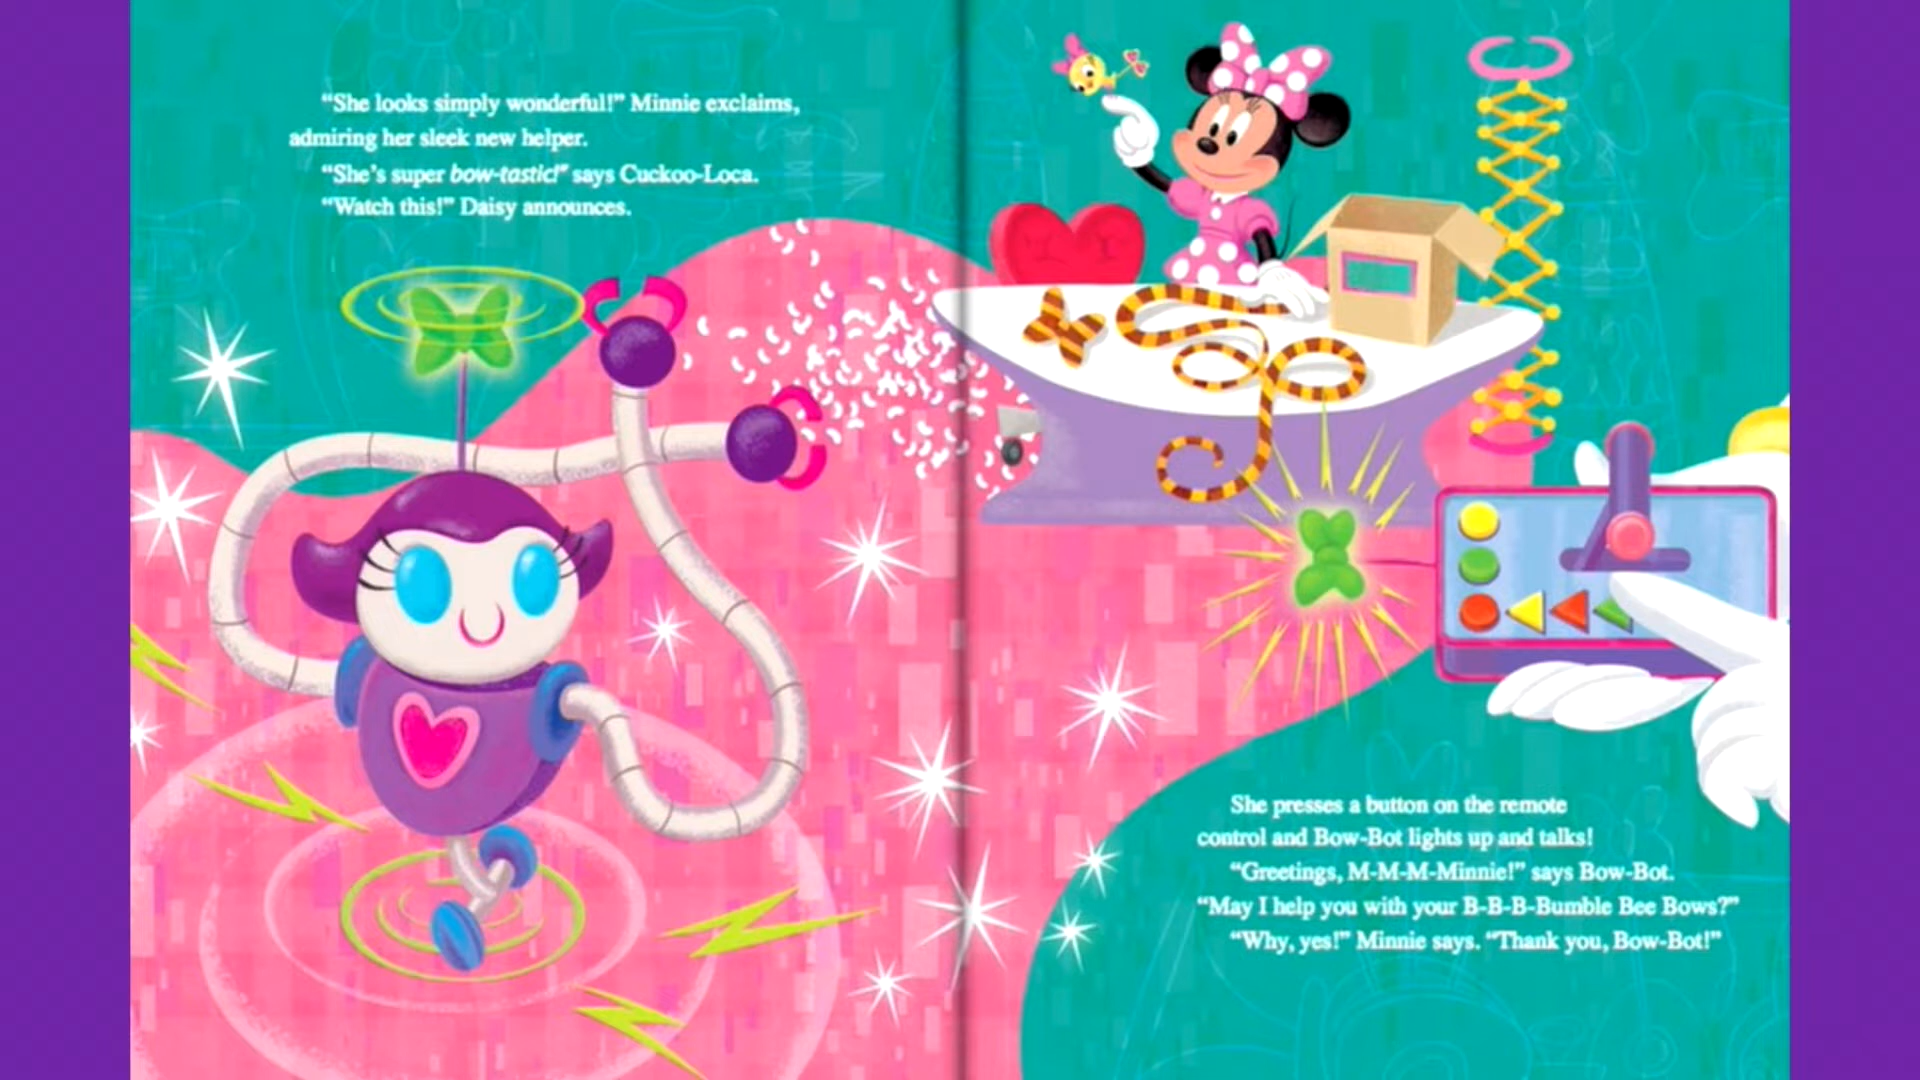 “She looks simply wonderful!” Minnie exclaims,
admiring her sleek new helper.
“She’s super bow-tastic!” says Cuckoo-Loca.
“Watch this!” Daisy announces.
She presses a button on the remote
control and Bow-Bot lights up and talks!
“Greetings, M-M-M-Minnie!” says Bow-Bot.
“May I help you with your B-B-B-Bumble Bee Bows?”
“Why, yes!” Minnie says. “Thank you, Bow-Bot!”